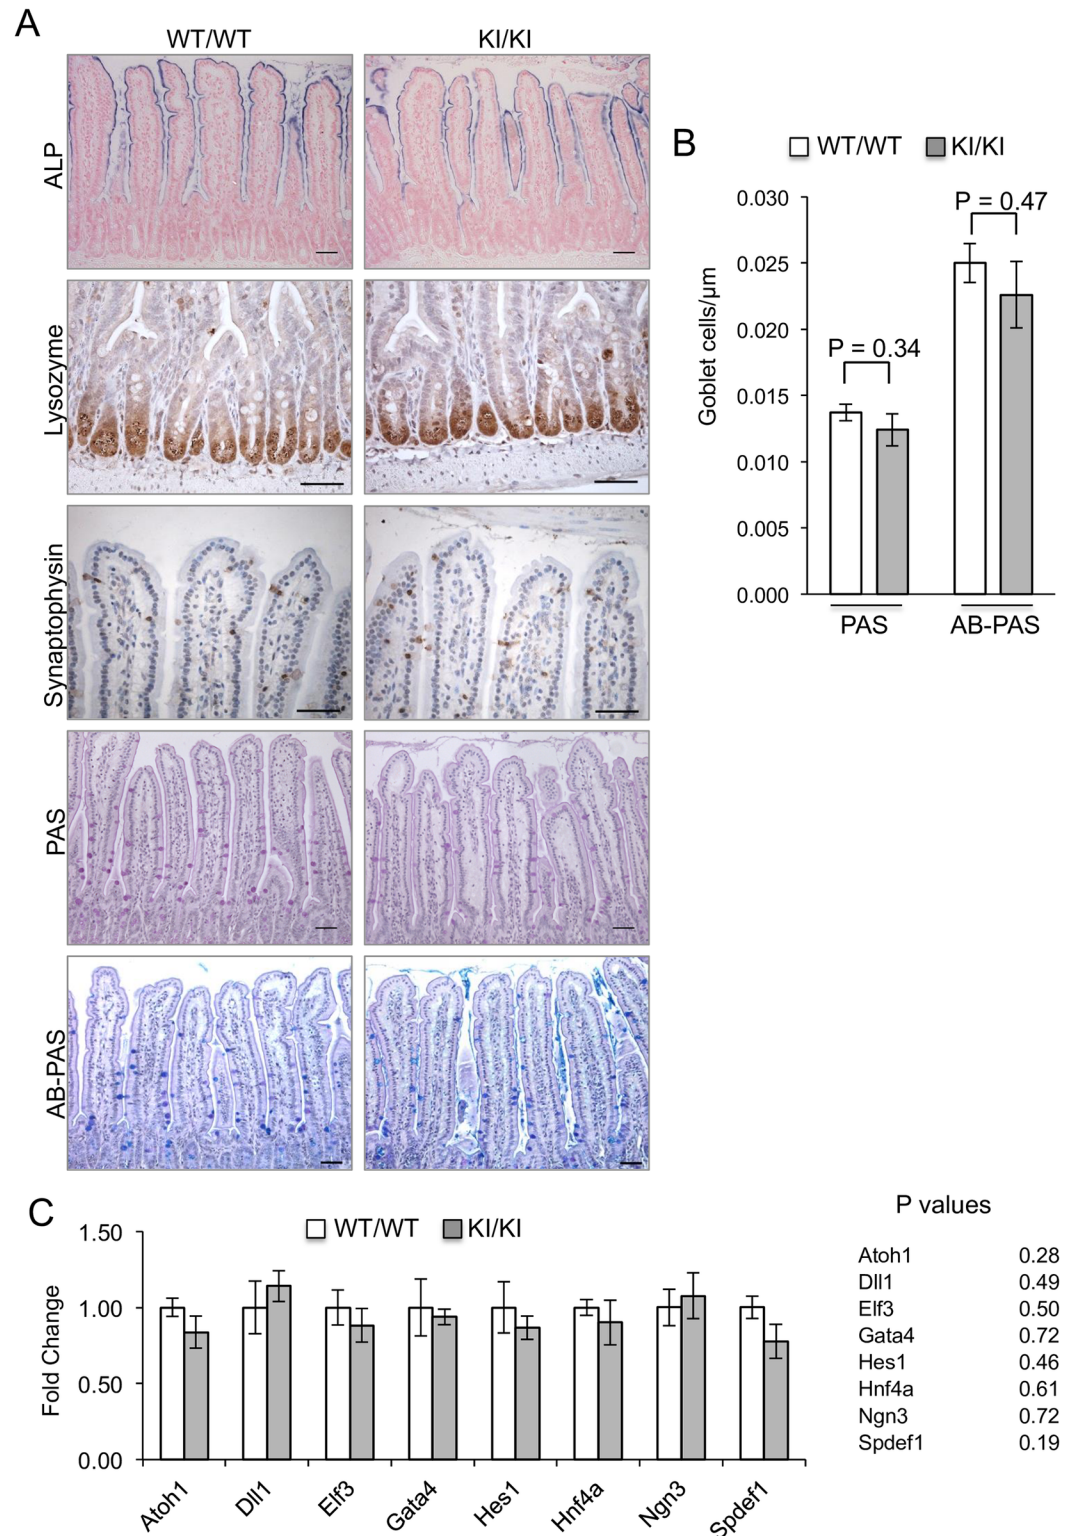 A
WT/WT
KI/KI
ALP
Lysozyme
Synaptophysin
PAS
AB-PAS
B
WT/WT KI/KI
Goblet cells/µm
0.030
0.025
0.020
0.015
0.010
0.005
0.000
P = 0.34
P = 0.47
PAS
AB-PAS
C
WT/WT KI/KI
Fold Change
1.50
1.00
0.50
0.00
Atoh1
Dll1
Elf3
Gata4
Hes1
Hnf4a
Ngn3
Spdef1
P values
Atoh1 0.28
Dll1 0.49
Elf3 0.50
Gata4 0.72
Hes1 0.46
Hnf4a 0.61
Ngn3 0.72
Spdef1 0.19